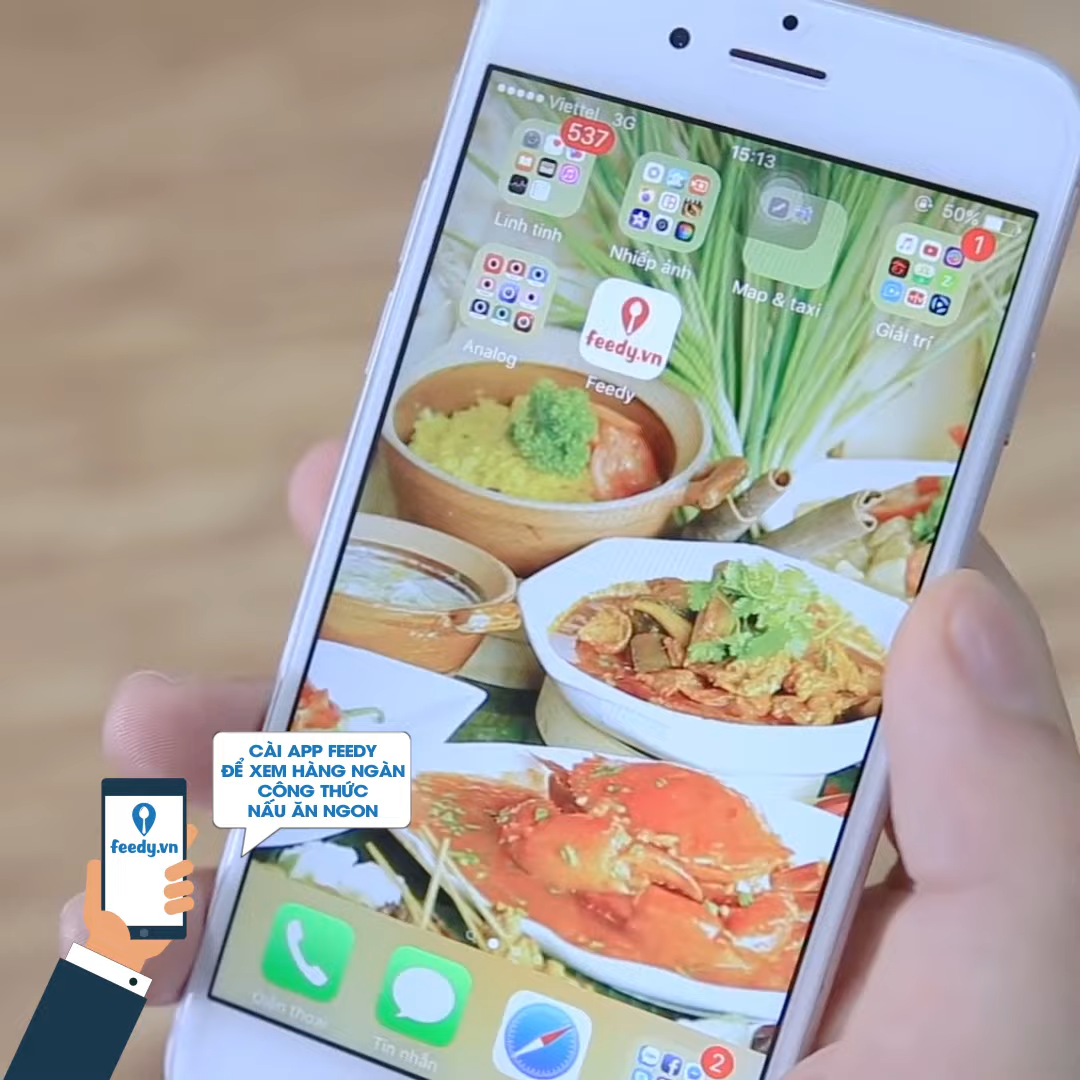 Viettel 3G
15:13
50%
537
1
Linh tinh
Nhiếp ảnh
Map & taxi
Giải trí
feedy.vn
Analog
Feedy
CÀI APP FEEDY
ĐỂ XEM HÀNG NGÀN
CÔNG THỨC
NẤU ĂN NGON
feedy.vn
Điện thoại
Tin nhắn
2